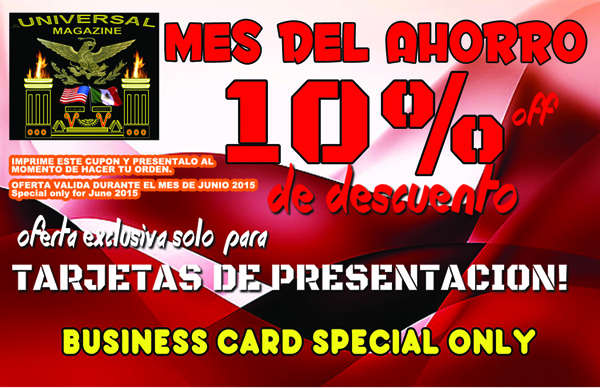 UNIVERSAL
MAGAZINE
MES DEL AHORRO
10% off
de descuento
IMPRIME ESTE CUPON Y PRESENTALO AL
MOMENTO DE HACER TU ORDEN.
OFERTA VALIDA DURANTE EL MES DE JUNIO 2015
Special only for June 2015
oferta exclusiva solo para
TARJETAS DE PRESENTACION!
BUSINESS CARD SPECIAL ONLY